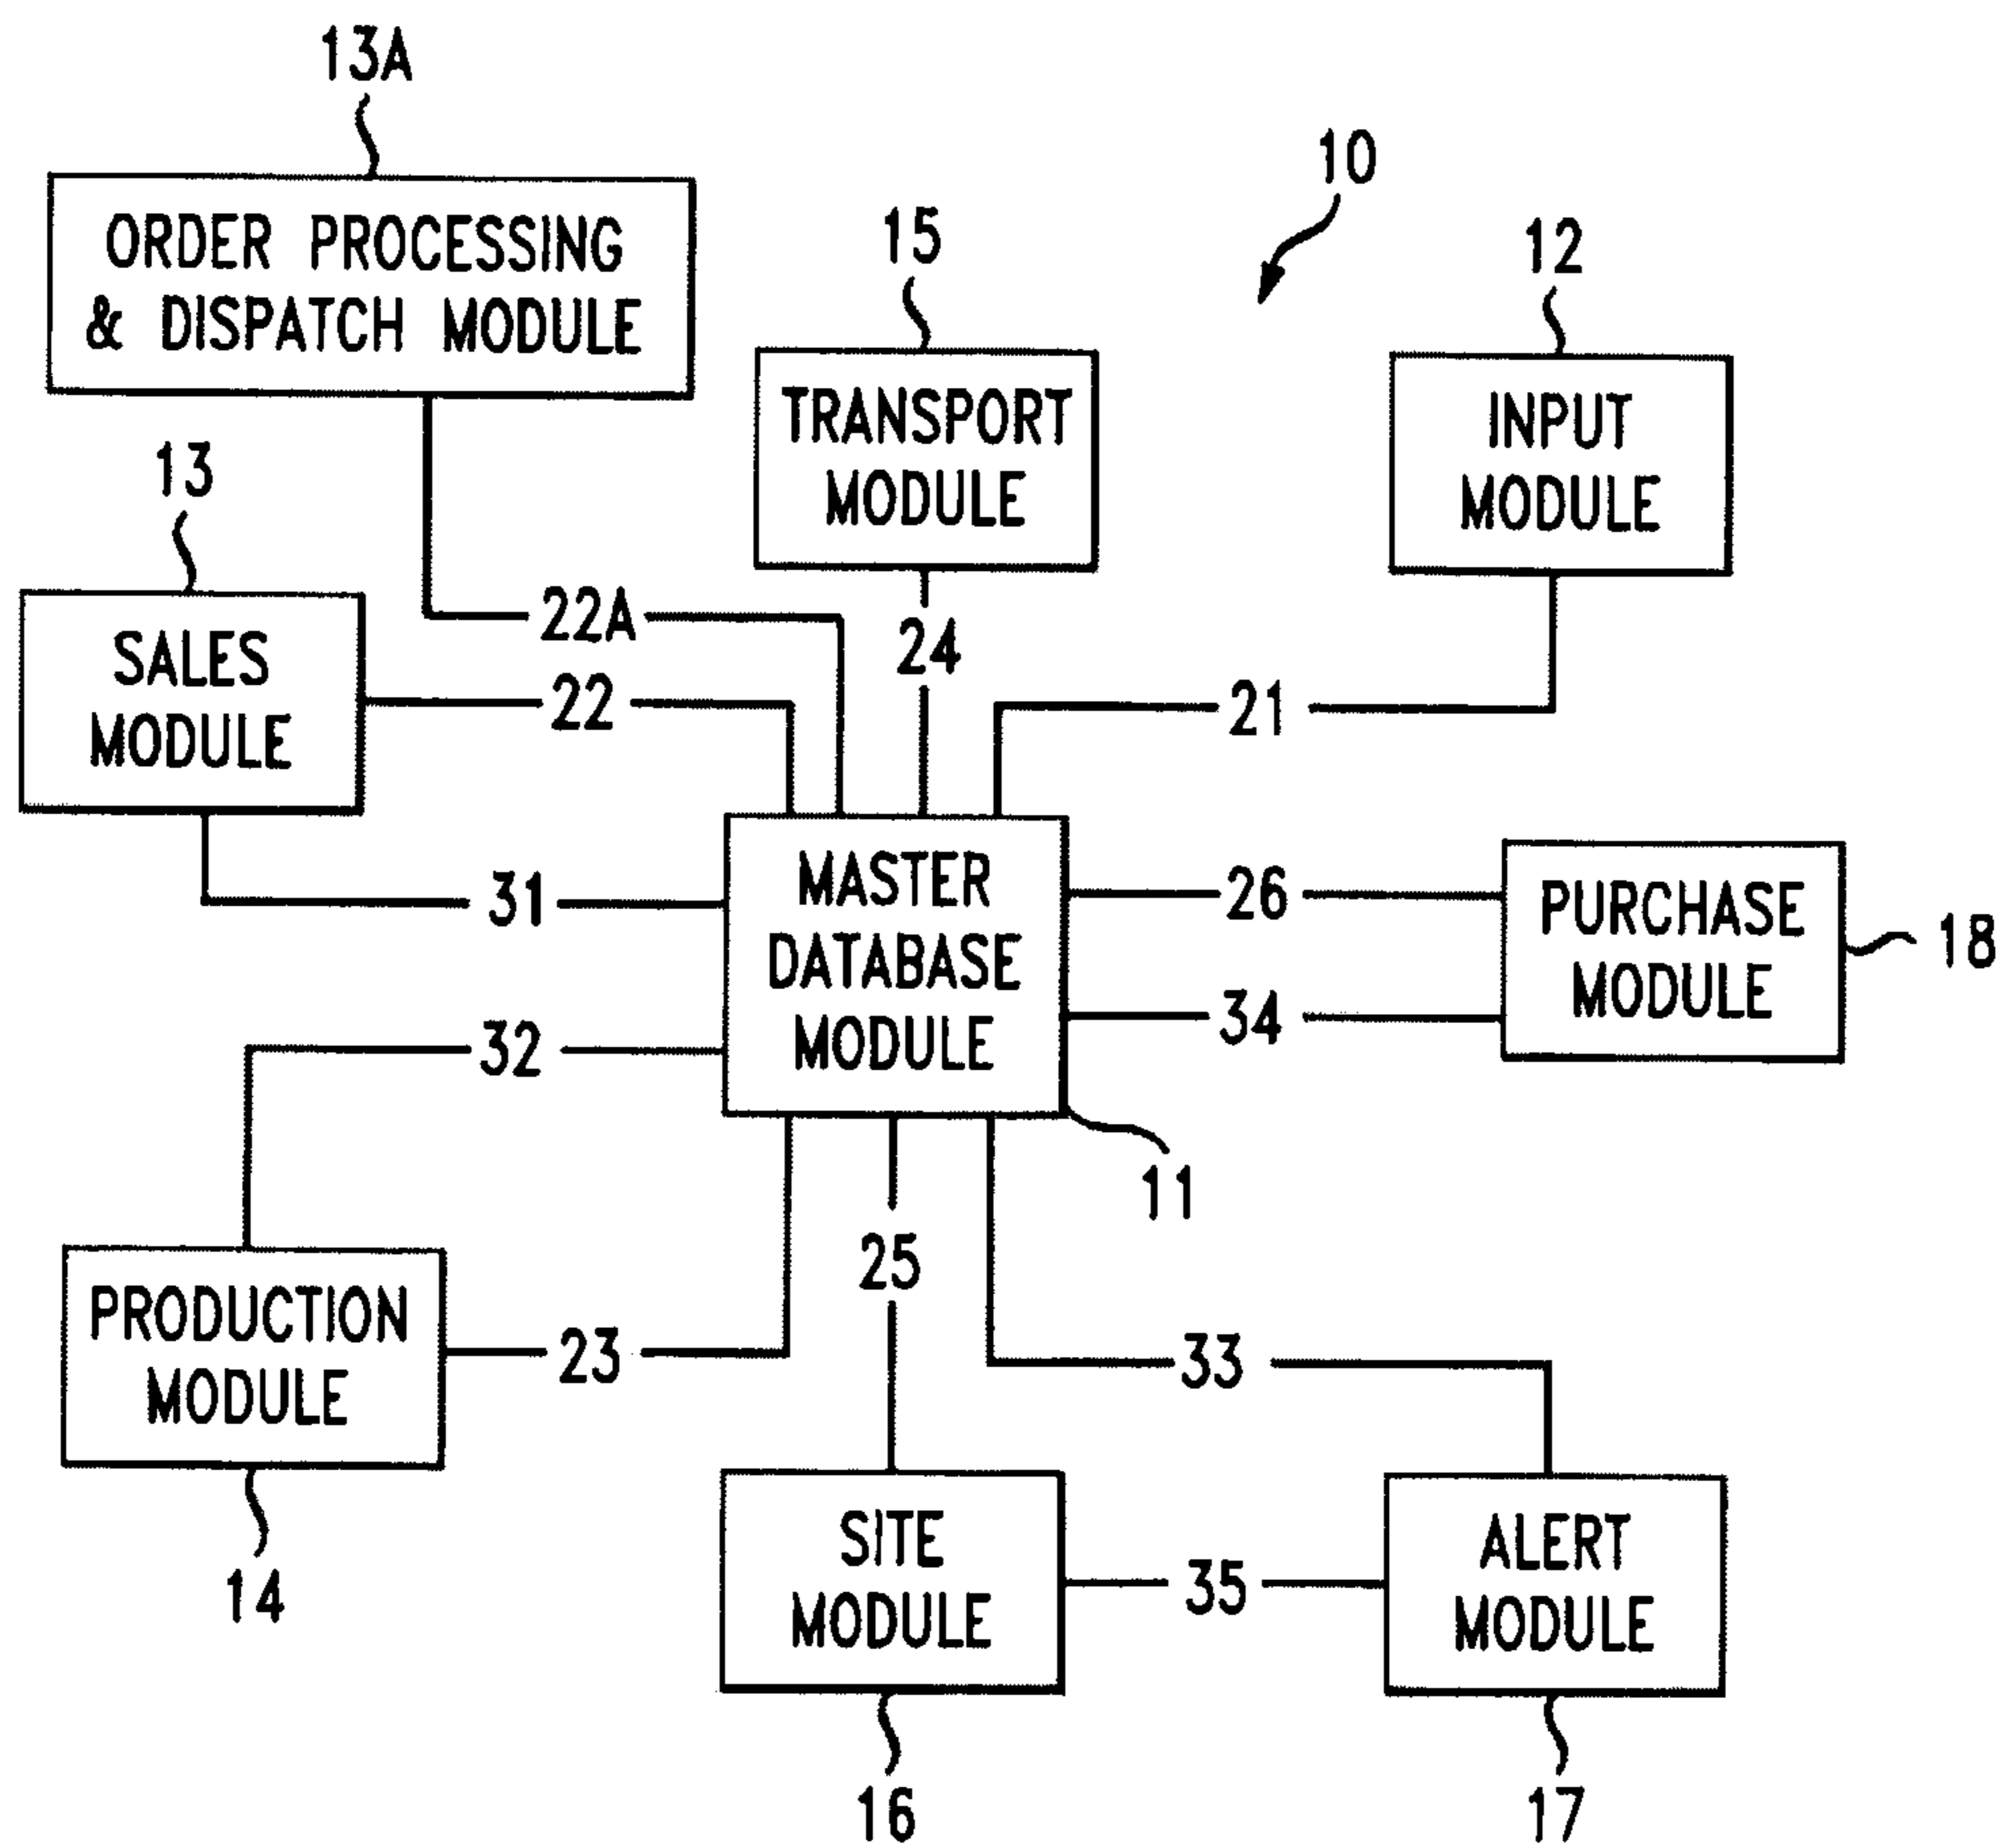 13A
10
ORDER PROCESSING
& DISPATCH MODULE
15
12
TRANSPORT
MODULE
INPUT
MODULE
13
SALES
MODULE
22A
24
22
21
MASTER
DATABASE
MODULE
31
26
PURCHASE
MODULE
18
34
32
11
PRODUCTION
MODULE
25
23
33
SITE
MODULE
35
ALERT
MODULE
14
16
17